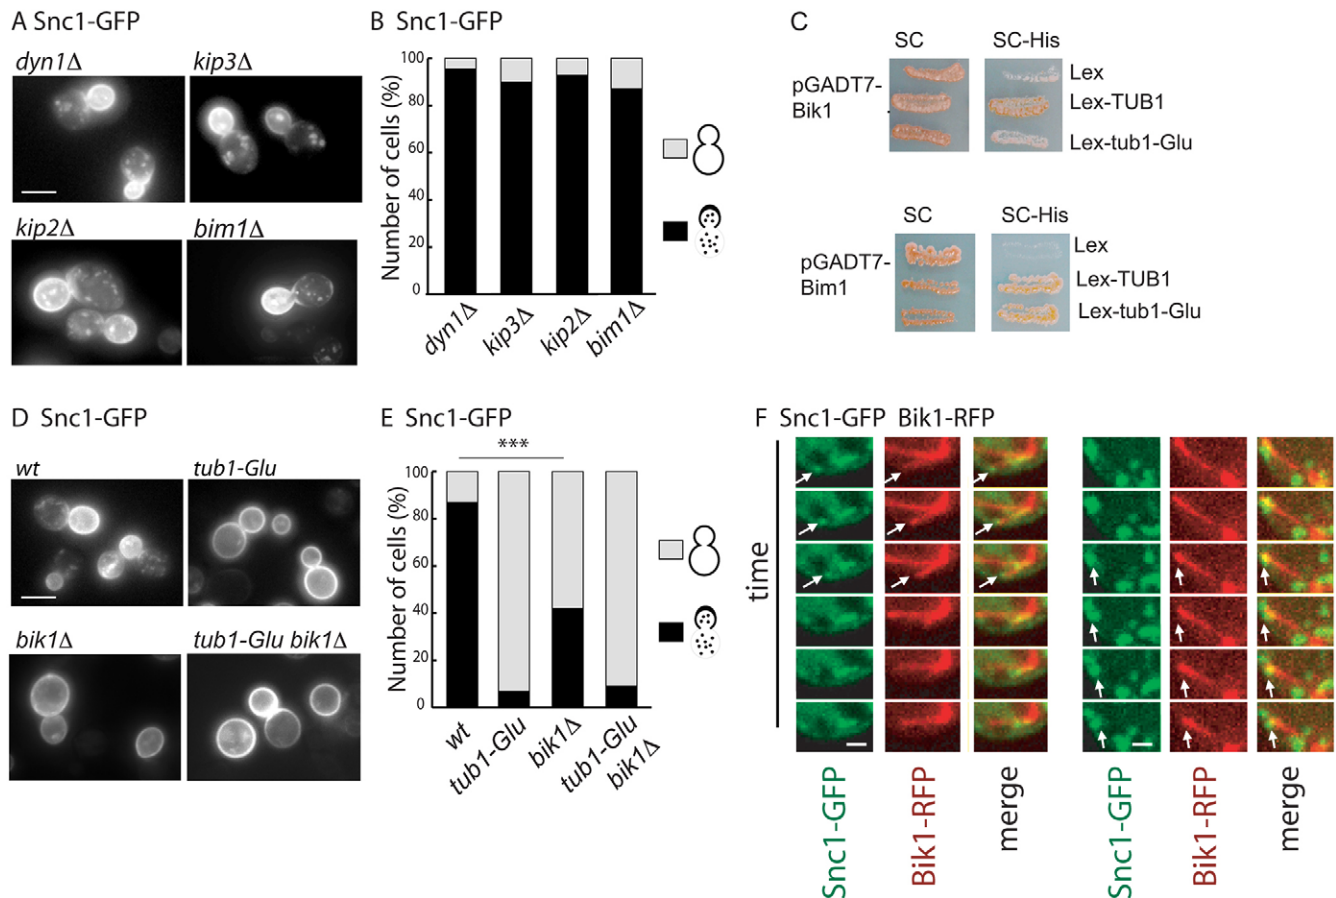 A Snc1-GFP
dyn1Δ
kip3Δ
kip2Δ
bim1Δ
B Snc1-GFP
Number of cells (%)
100
80
60
40
20
0
dyn1Δ
kip3Δ
kip2Δ
bim1Δ
C
SC
SC-His
pGADT7-
Bik1
Lex
Lex-TUB1
Lex-tub1-Glu
SC
SC-His
pGADT7-
Bim1
Lex
Lex-TUB1
Lex-tub1-Glu
D Snc1-GFP
wt
tub1-Glu
bik1Δ
tub1-Glu bik1Δ
E Snc1-GFP
***
Number of cells (%)
100
80
60
40
20
0
wt
tub1-Glu
bik1Δ
tub1-Glu
bik1Δ
F Snc1-GFP Bik1-RFP
time
Snc1-GFP
Bik1-RFP
merge
Snc1-GFP
Bik1-RFP
merge